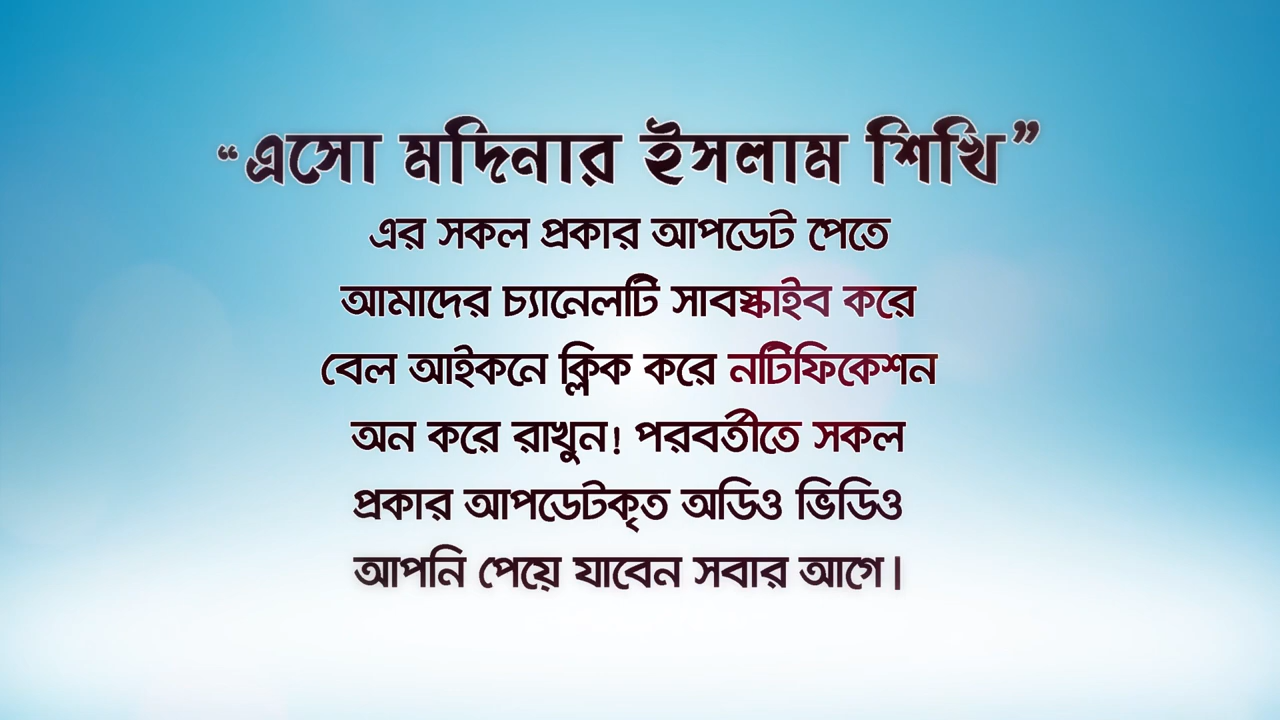 “এসো মদিনার ইসলাম শিখি”
এর সকল প্রকার আপডেট পেতে
আমাদের চ্যানেলটি সাবস্কাইব করে
বেল আইকনে ক্লিক করে নটিফিকেশন
অন করে রাখুন! পরবর্তীতে সকল
প্রকার আপডেটকৃত অডিও ভিডিও
আপনি পেয়ে যাবেন সবার আগে।